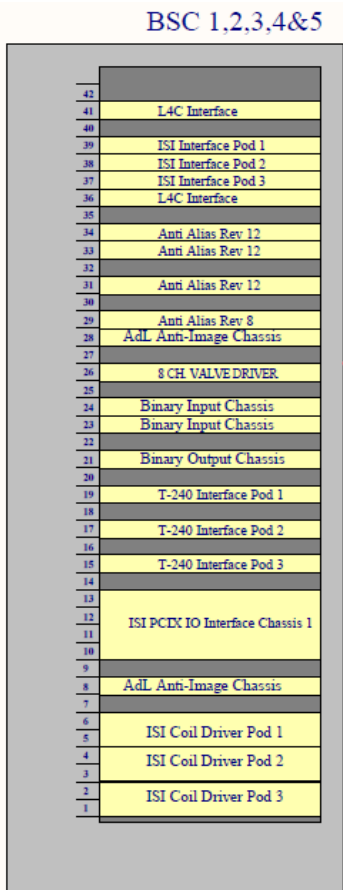 BSC 1,2,3,4&5
42
41 L4C Interface
40
39 ISI Interface Pod 1
38 ISI Interface Pod 2
37 ISI Interface Pod 3
36 L4C Interface
35
34 Anti Alias Rev 12
33 Anti Alias Rev 12
32
31 Anti Alias Rev 12
30
29 Anti Alias Rev 8
28 AdL Anti-Image Chassis
27
26 8 CH. VALVE DRIVER
25
24 Binary Input Chassis
23 Binary Input Chassis
22
21 Binary Output Chassis
20
19 T-240 Interface Pod 1
18
17 T-240 Interface Pod 2
16
15 T-240 Interface Pod 3
14
13
12 ISI PCIX IO Interface Chassis 1
11
10
9
8 AdL Anti-Image Chassis
7
6
5 ISI Coil Driver Pod 1
4 ISI Coil Driver Pod 2
3
2 ISI Coil Driver Pod 3
1